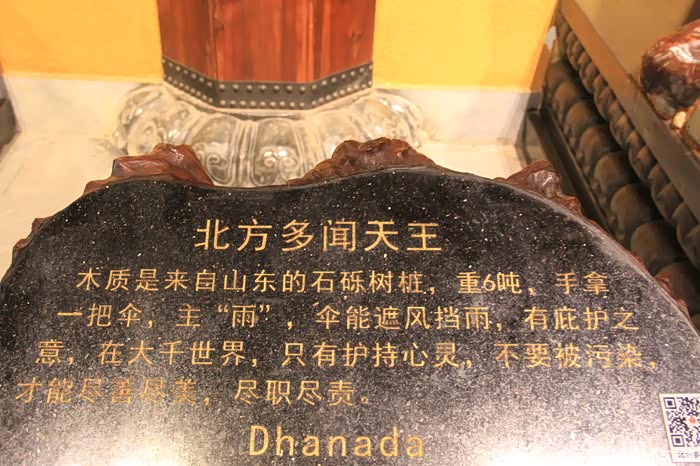 北方多闻天王
木质是来自山东的石砾树桩，重6吨，手拿
一把伞，主“雨”，伞能遮风挡雨，有庇护之
意，在大千世界，只有护持心灵，不要被污染，
才能尽善尽美，尽职尽责。
Dhanada